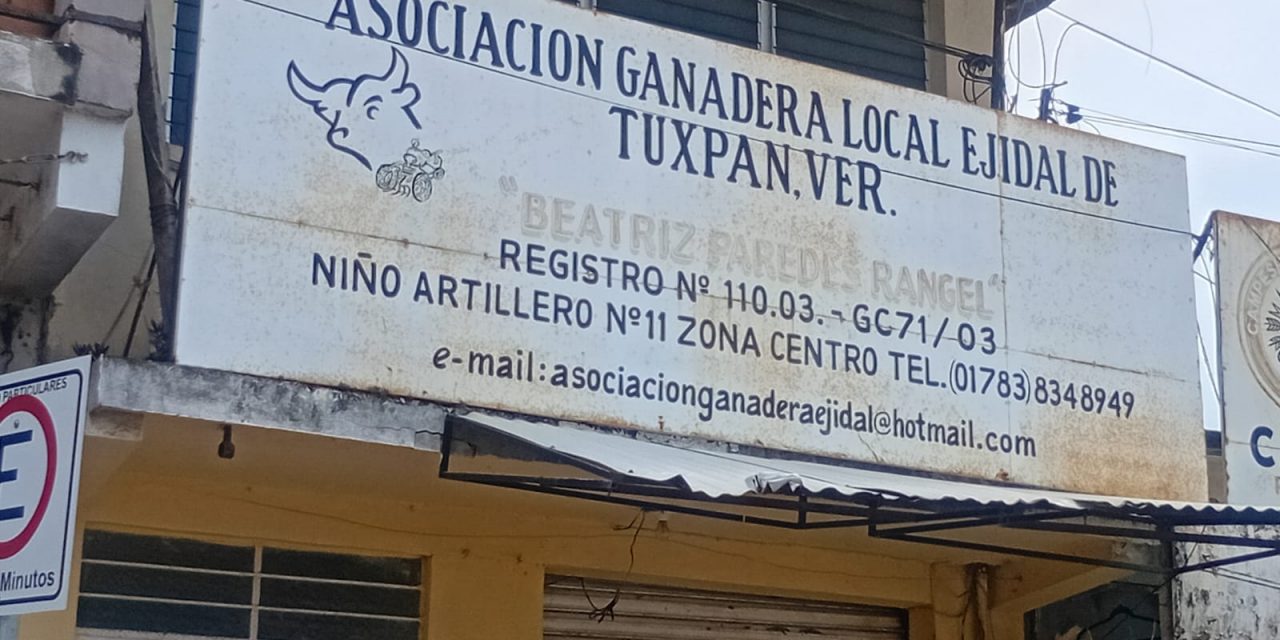 ASOCIACION GANADERA LOCAL EJIDAL DE
TUXPAN, VER.
"BEATRIZ PAREDES RANGEL"
REGISTRO Nº 110.03.-GC71/03
NIÑO ARTILLERO Nº11 ZONA CENTRO TEL.(01783)8348949
e-mail:asociacionganaderaejidal@hotmail.com
PARTICULARES
E
Minutos
C